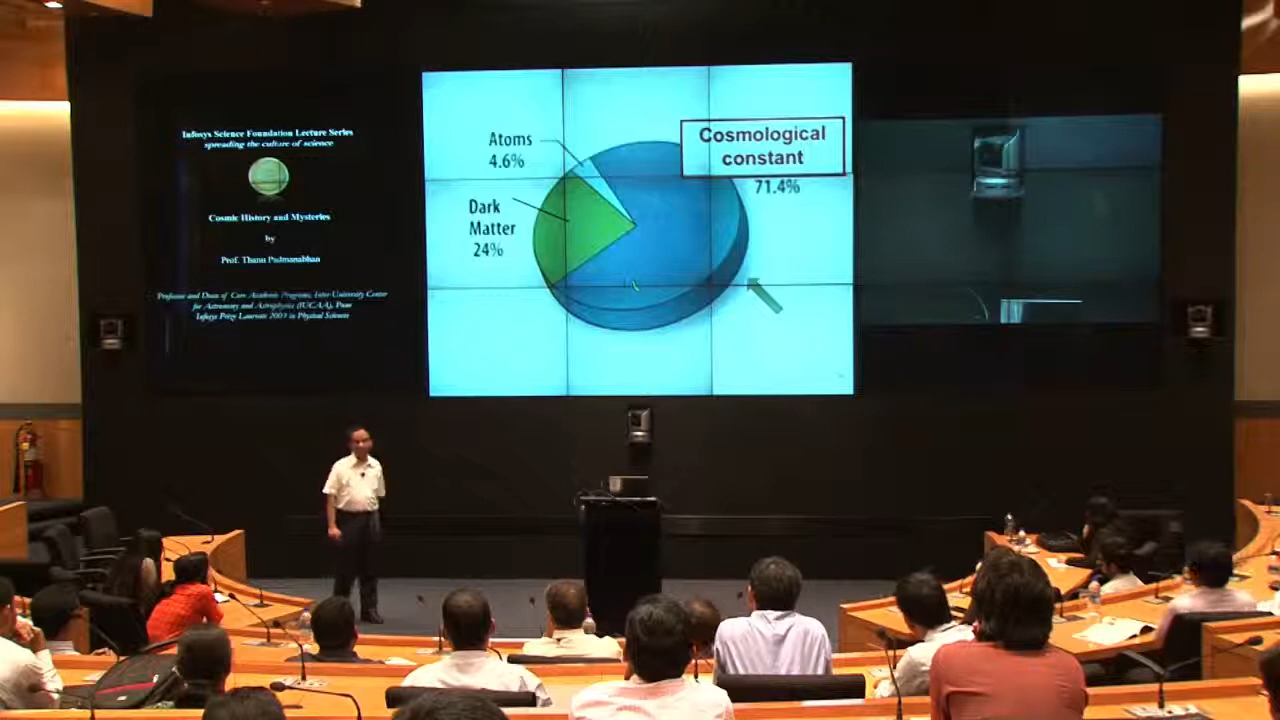 Infosys Science Foundation Lecture Series
spreading the culture of science
Cosmic History and Mysteries
by
Prof. Thanu Padmanabhan
Professor and Dean of Core Academic Programs, Inter-University Center
for Astronomy and Astrophysics (IUCAA), Pune
Infosys Prize Laureate 2009 in Physical Sciences
Atoms
4.6%
Dark
Matter
24%
Cosmological
constant
71.4%